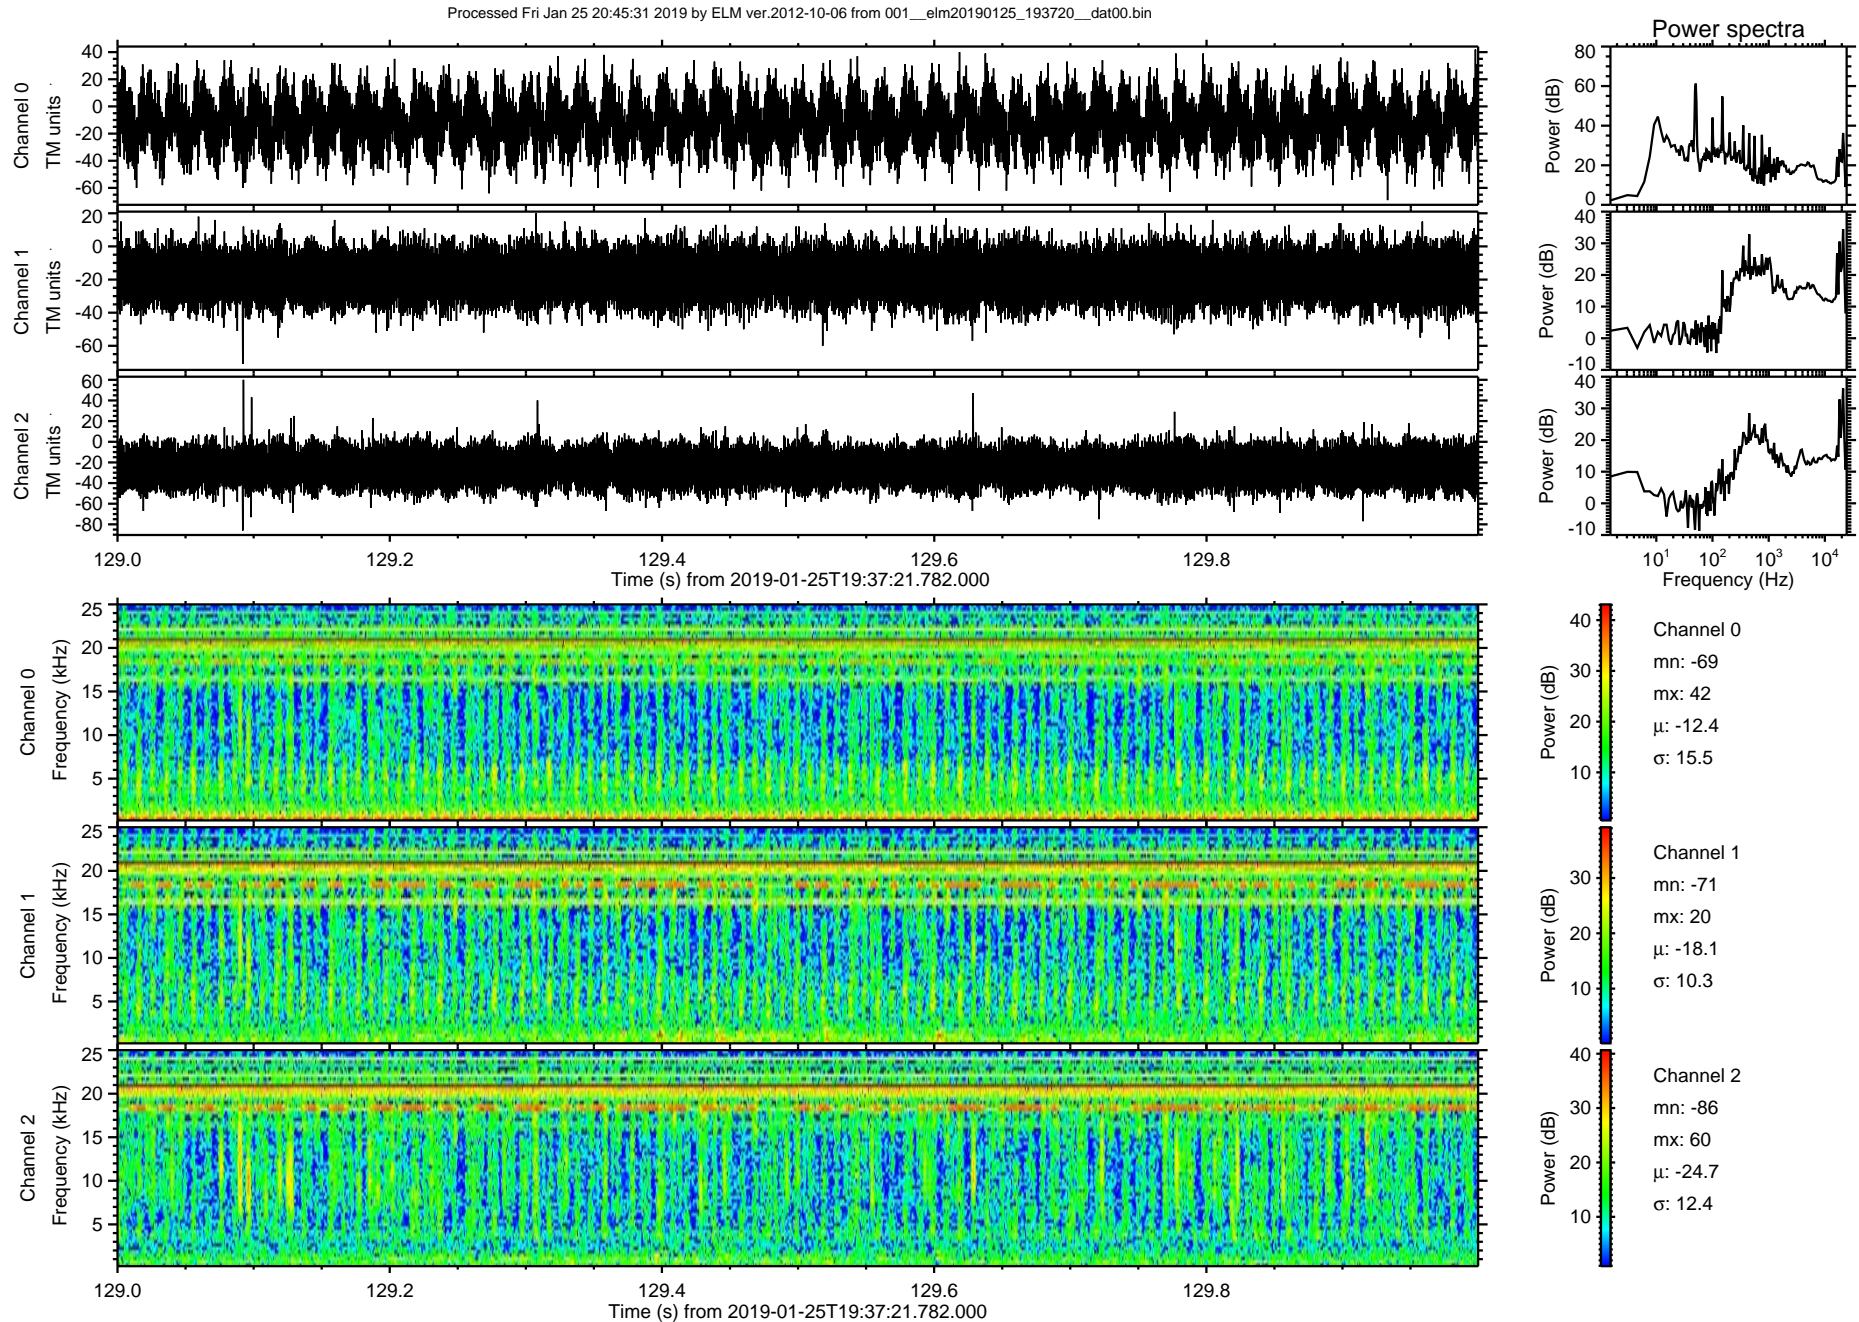 Processed Fri Jan 25 20:45:31 2019 by ELM ver.2012-10-06 from 001__elm20190125_193720__dat00.bin
Power spectra
Channel 0
TM units
40
20
0
-20
-40
-60
Power (dB)
80
60
40
20
0
Channel 1
TM units
20
0
-20
-40
-60
Power (dB)
40
30
20
10
0
-10
Channel 2
TM units
60
40
20
0
-20
-40
-60
-80
Power (dB)
40
30
20
10
0
-10
129.0 129.2 129.4 129.6 129.8
Time (s) from 2019-01-25T19:37:21.782.000
10^1 10^2 10^3 10^4
Frequency (Hz)
Channel 0
Frequency (kHz)
25
20
15
10
5
Power (dB)
40
30
20
10
Channel 0
mn: -69
mx: 42
μ: -12.4
σ: 15.5
Channel 1
Frequency (kHz)
25
20
15
10
5
Power (dB)
30
20
10
Channel 1
mn: -71
mx: 20
μ: -18.1
σ: 10.3
Channel 2
Frequency (kHz)
25
20
15
10
5
Power (dB)
40
30
20
10
Channel 2
mn: -86
mx: 60
μ: -24.7
σ: 12.4
129.0 129.2 129.4 129.6 129.8
Time (s) from 2019-01-25T19:37:21.782.000